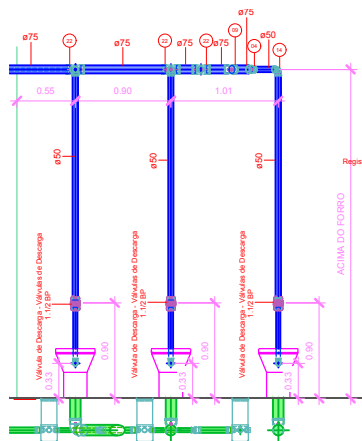 ø75
ø50
09
ø75
22
ø75
22
ø75
22
ø75
04
14
0.55
0.90
1.01
ø50
ø50
ø50
Regis
ACIMA DO FORRO
Válvula de Descarga - Válvulas de Descarga
1.1/2 BP
Válvula de Descarga - Válvulas de Descarga
1.1/2 BP
Válvula de Descarga - Válvulas de Descarga
1.1/2 BP
0.90
0.90
0.90
0.33
0.33
0.33